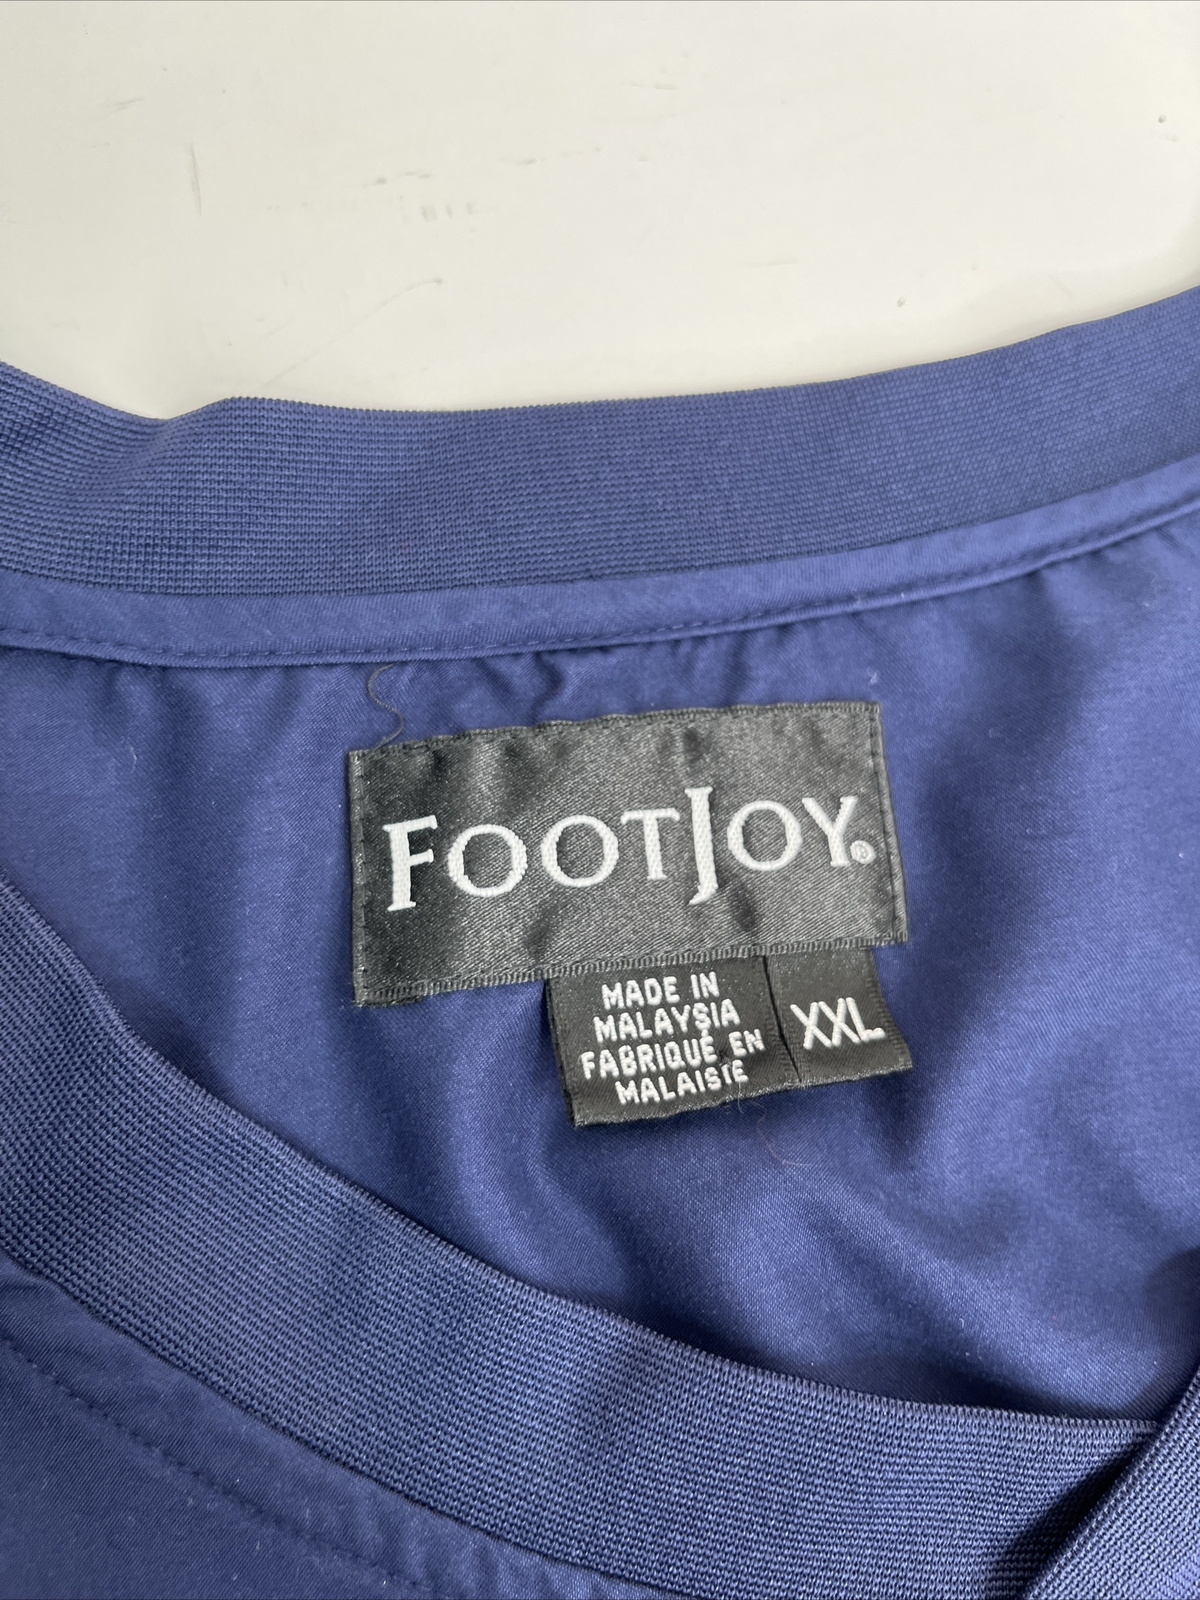 FOOTJOY®
MADE IN
MALAYSIA
FABRIQUÉ EN
MALAISIE
XXL